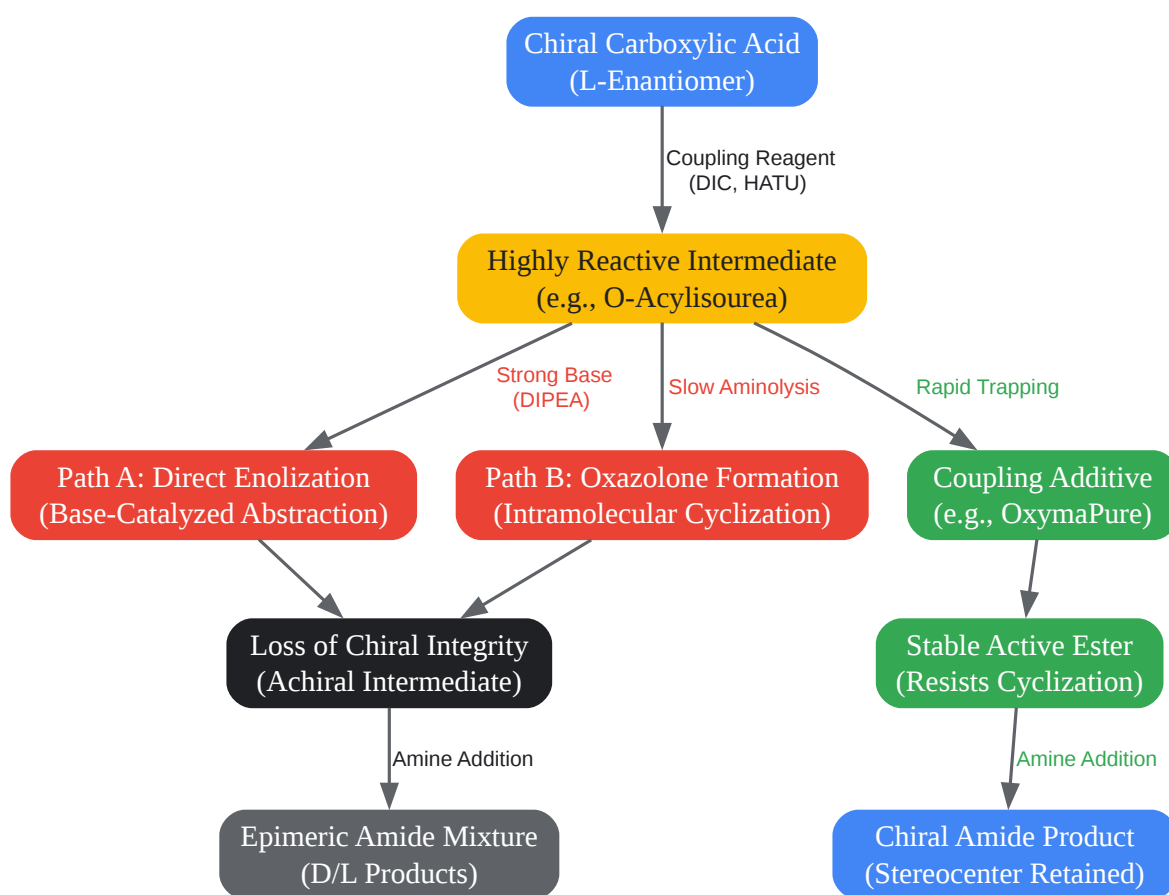 Chiral Carboxylic Acid
(L-Enantiomer)
Coupling Reagent
(DIC, HATU)
Highly Reactive Intermediate
(e.g., O-Acylisourea)
Strong Base
(DIPEA)
Slow Aminolysis
Rapid Trapping
Path A: Direct Enolization
(Base-Catalyzed Abstraction)
Path B: Oxazolone Formation
(Intramolecular Cyclization)
Coupling Additive
(e.g., OxymaPure)
Loss of Chiral Integrity
(Achiral Intermediate)
Stable Active Ester
(Resists Cyclization)
Amine Addition
Amine Addition
Epimeric Amide Mixture
(D/L Products)
Chiral Amide Product
(Stereocenter Retained)